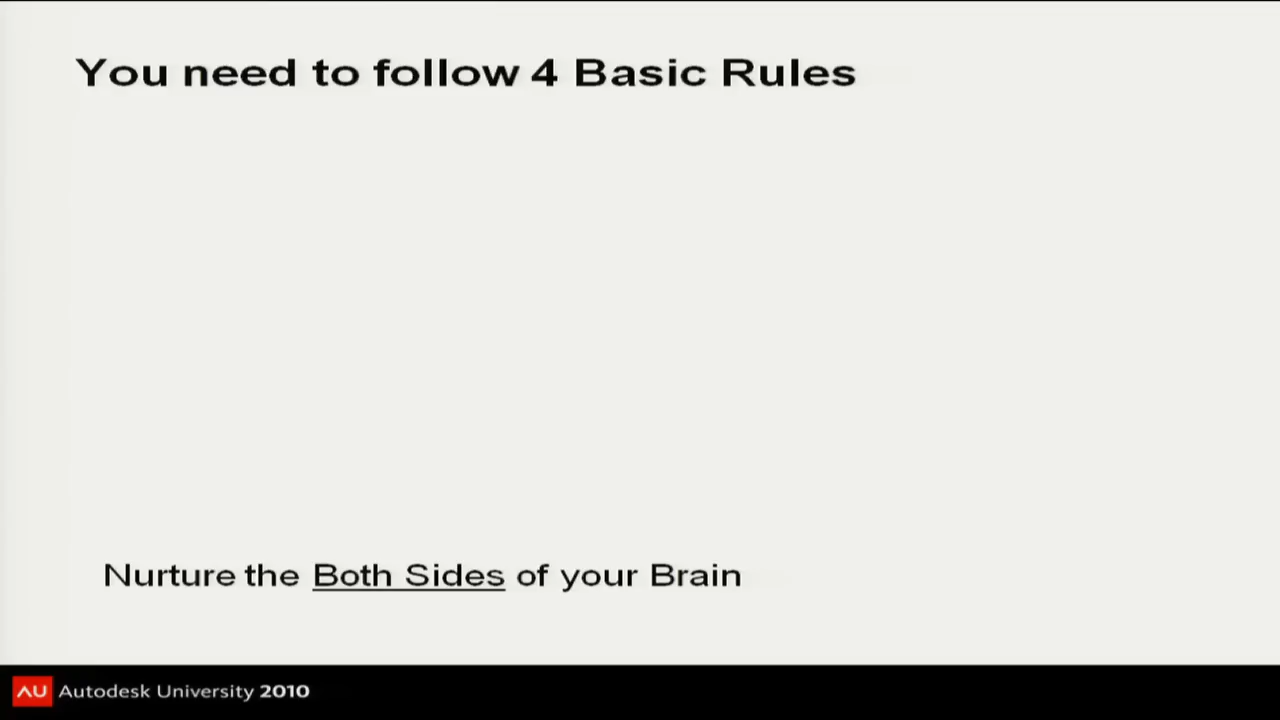 You need to follow 4 Basic Rules
Nurture the Both Sides of your Brain
AU Autodesk University 2010